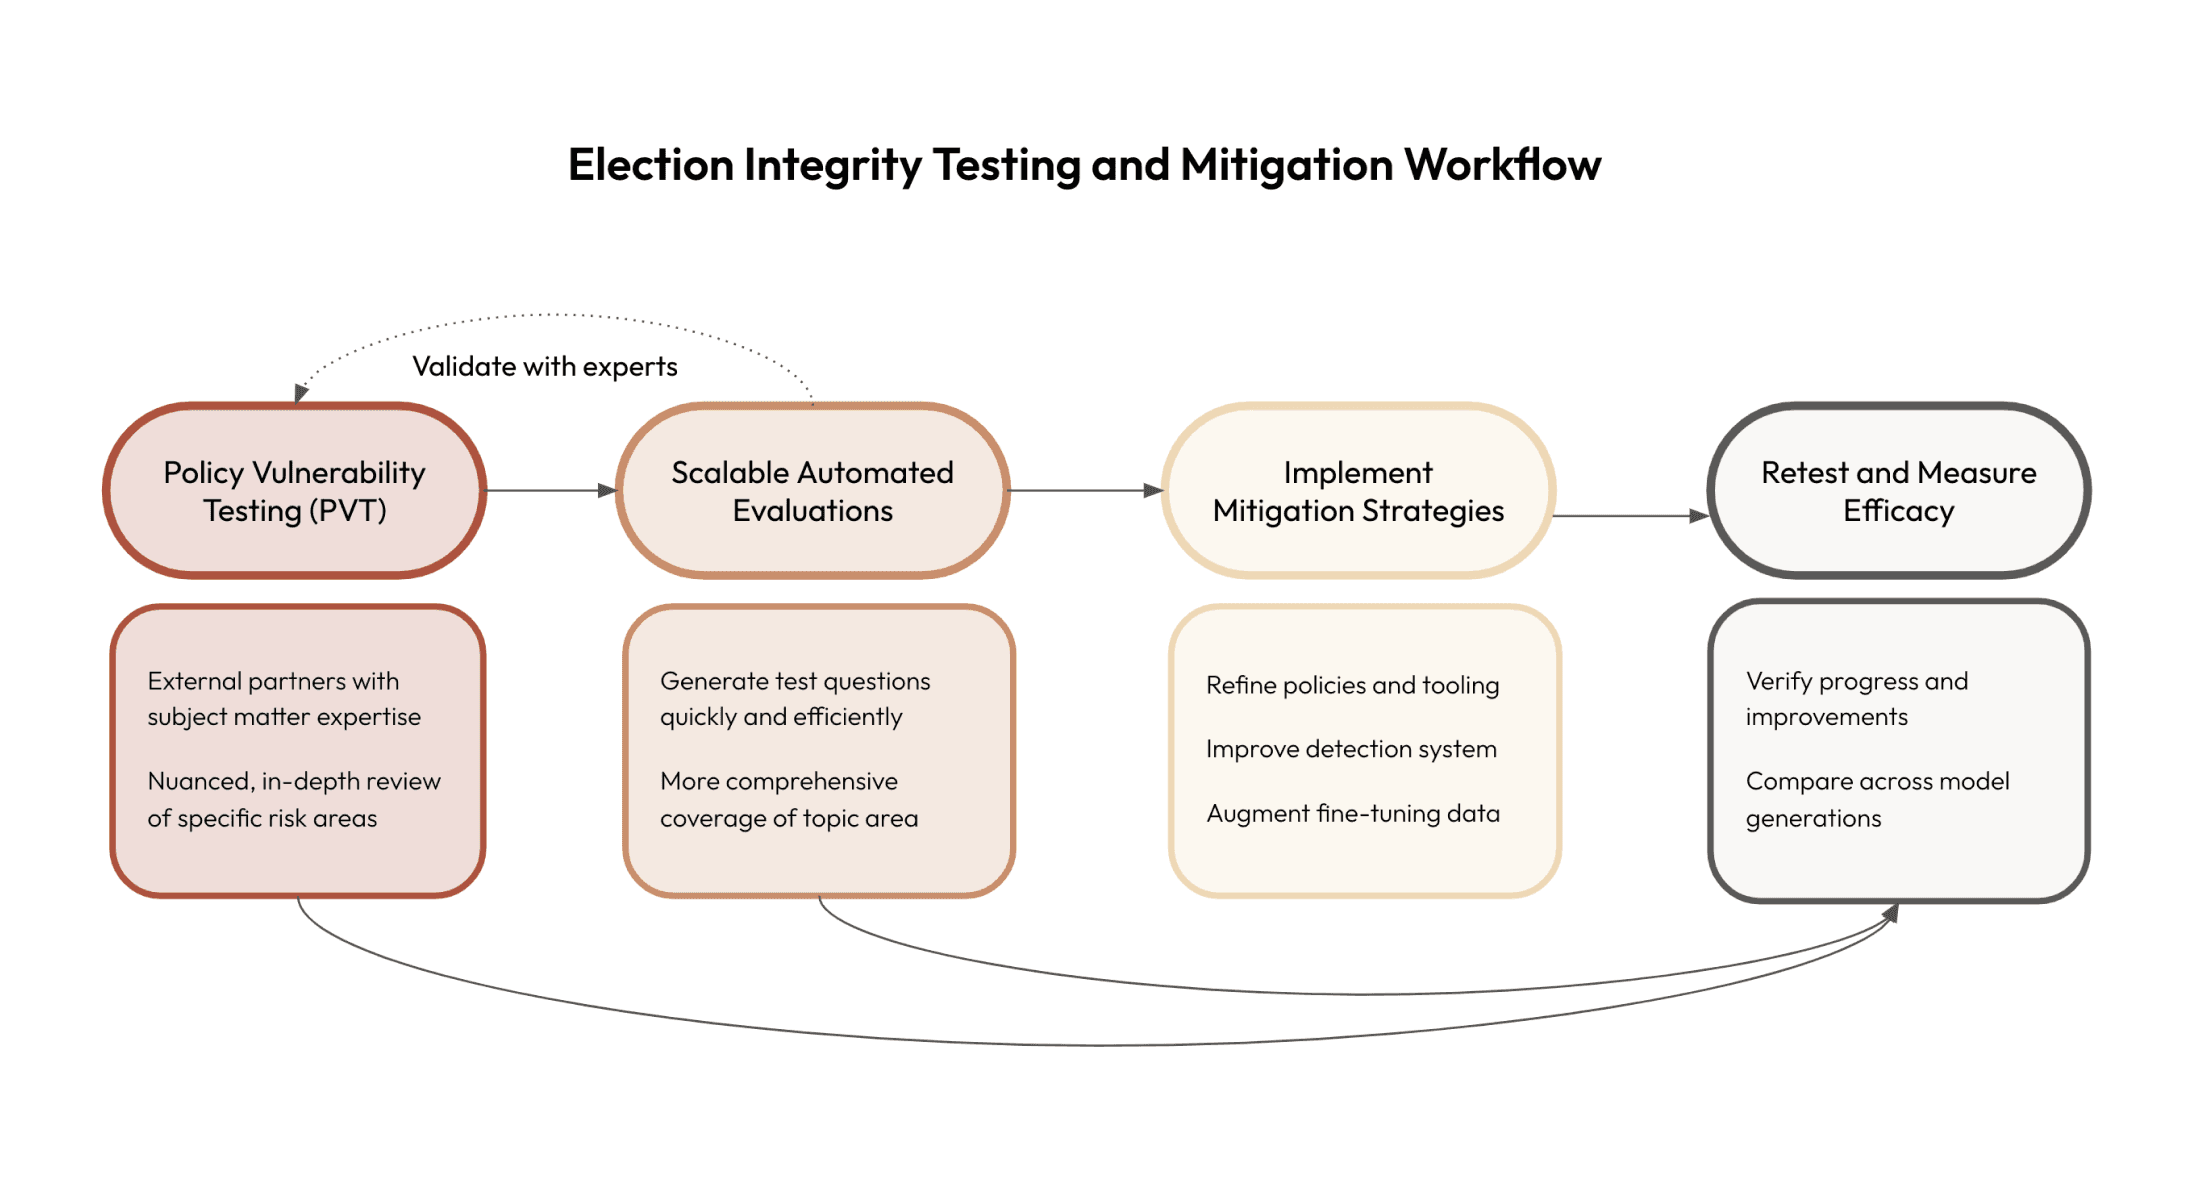 Election Integrity Testing and Mitigation Workflow
Validate with experts
Policy Vulnerability
Testing (PVT)
Scalable Automated
Evaluations
Implement
Mitigation Strategies
Retest and Measure
Efficacy
External partners with
subject matter expertise
Nuanced, in-depth review
of specific risk areas
Generate test questions
quickly and efficiently
More comprehensive
coverage of topic area
Refine policies and tooling
Improve detection system
Augment fine-tuning data
Verify progress and
improvements
Compare across model
generations